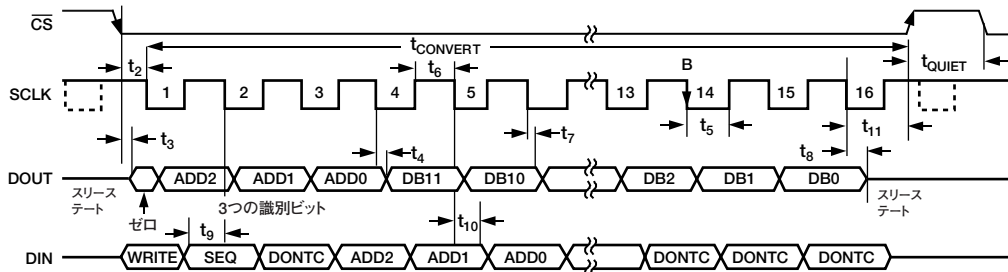 CS
tCONVERT
t2
t6
B
tQUIET
SCLK
1 2 3 4 5 13 14 15 16
t3
t4
t7
t5
t11
t8
DOUT
スリース
テート
ADD2 ADD1 ADD0 DB11 DB10 DB2 DB1 DB0
スリース
テート
ゼロ
3つの識別ビット
t9
t10
DIN
WRITE SEQ DONTC ADD2 ADD1 ADD0 DONTC DONTC DONTC